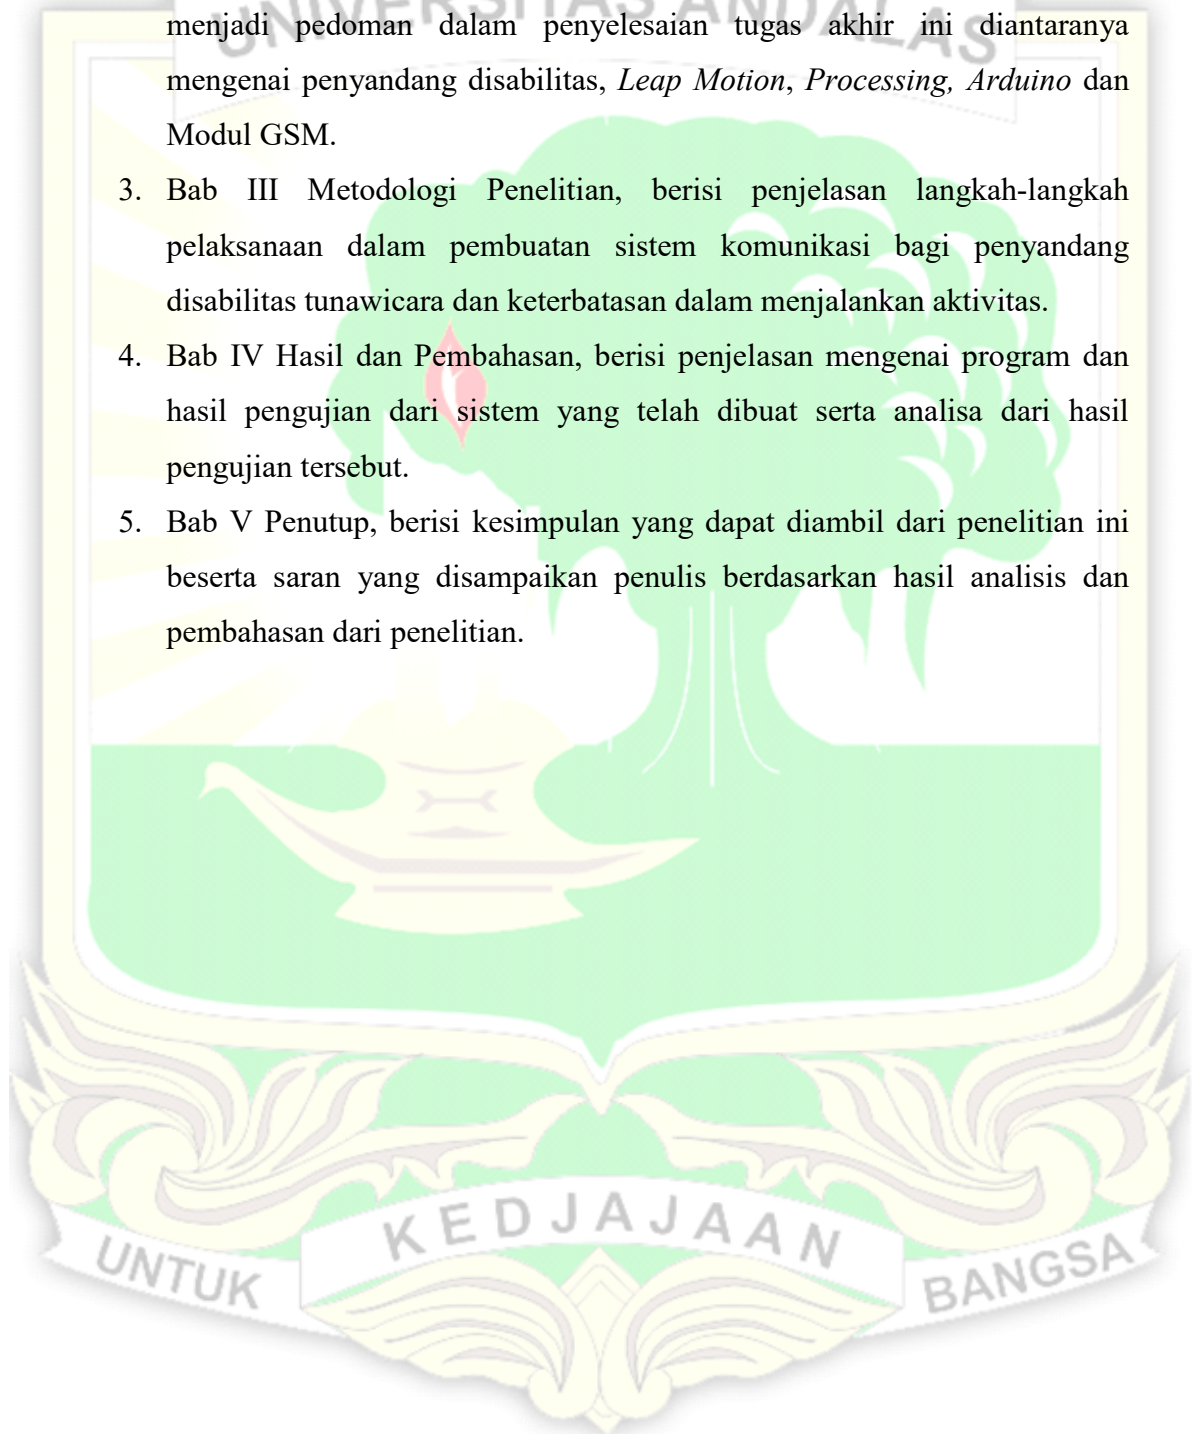 UNIVERSITAS ANDALAS
menjadi pedoman dalam penyelesaian tugas akhir ini diantaranya
mengenai penyandang disabilitas, Leap Motion, Processing, Arduino dan
Modul GSM.
3. Bab III Metodologi Penelitian, berisi penjelasan langkah-langkah
pelaksanaan dalam pembuatan sistem komunikasi bagi penyandang
disabilitas tunawicara dan keterbatasan dalam menjalankan aktivitas.
4. Bab IV Hasil dan Pembahasan, berisi penjelasan mengenai program dan
hasil pengujian dari sistem yang telah dibuat serta analisa dari hasil
pengujian tersebut.
5. Bab V Penutup, berisi kesimpulan yang dapat diambil dari penelitian ini
beserta saran yang disampaikan penulis berdasarkan hasil analisis dan
pembahasan dari penelitian.
UNTUK KEDJAJAAN BANGSA